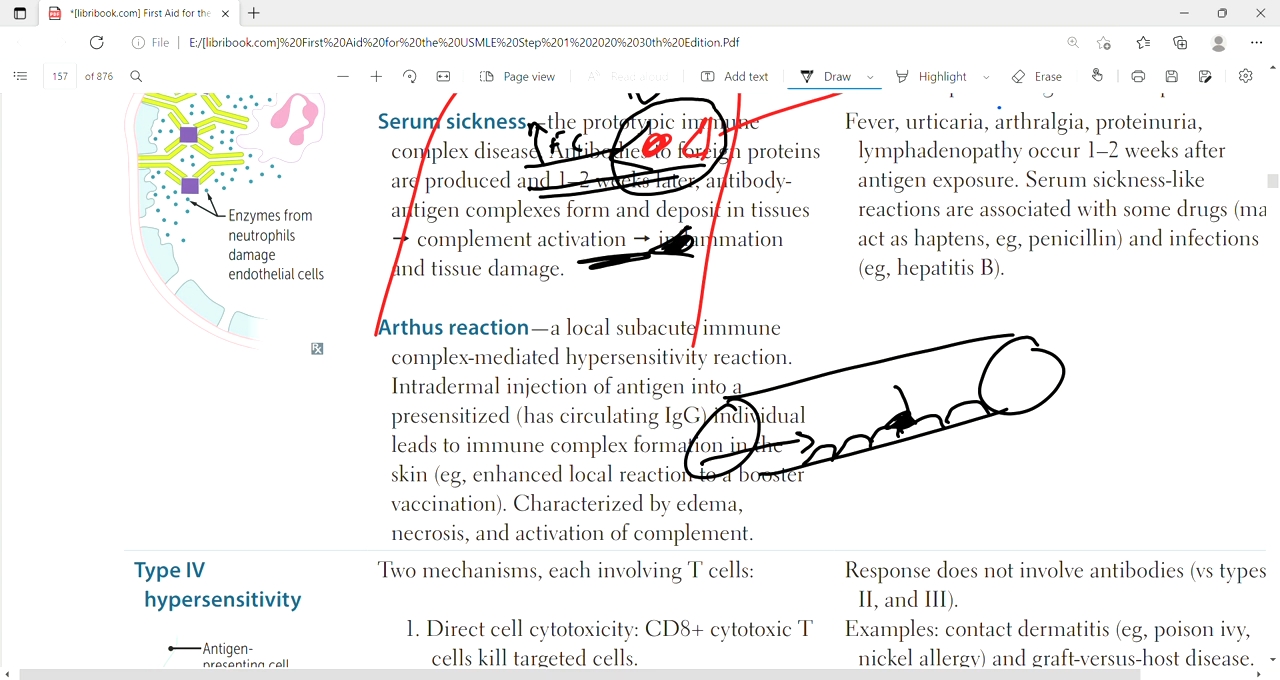 *[libribook.com] First Aid for the
File E:/[libribook.com]%20First%20Aid%20for%20the%20USMLE%20Step%201%202020%2030th%20Edition.Pdf
157 of 876 Page view Read aloud Add text Draw Highlight Erase
Enzymes from
neutrophils
damage
endothelial cells
Rx
Serum sickness—the prototypic immune
complex disease. Antibodies to foreign proteins
are produced and 1–2 weeks later, antibody-
antigen complexes form and deposit in tissues
→ complement activation → inflammation
and tissue damage.
Fever, urticaria, arthralgia, proteinuria,
lymphadenopathy occur 1–2 weeks after
antigen exposure. Serum sickness-like
reactions are associated with some drugs (ma
act as haptens, eg, penicillin) and infections
(eg, hepatitis B).
Arthus reaction—a local subacute immune
complex-mediated hypersensitivity reaction.
Intradermal injection of antigen into a
presensitized (has circulating IgG) individual
leads to immune complex formation in the
skin (eg, enhanced local reaction to a booster
vaccination). Characterized by edema,
necrosis, and activation of complement.
Type IV
hypersensitivity
Antigen-
presenting cell
Two mechanisms, each involving T cells:
1. Direct cell cytotoxicity: CD8+ cytotoxic T
cells kill targeted cells.
Response does not involve antibodies (vs types
II, and III).
Examples: contact dermatitis (eg, poison ivy,
nickel allergy) and graft-versus-host disease.